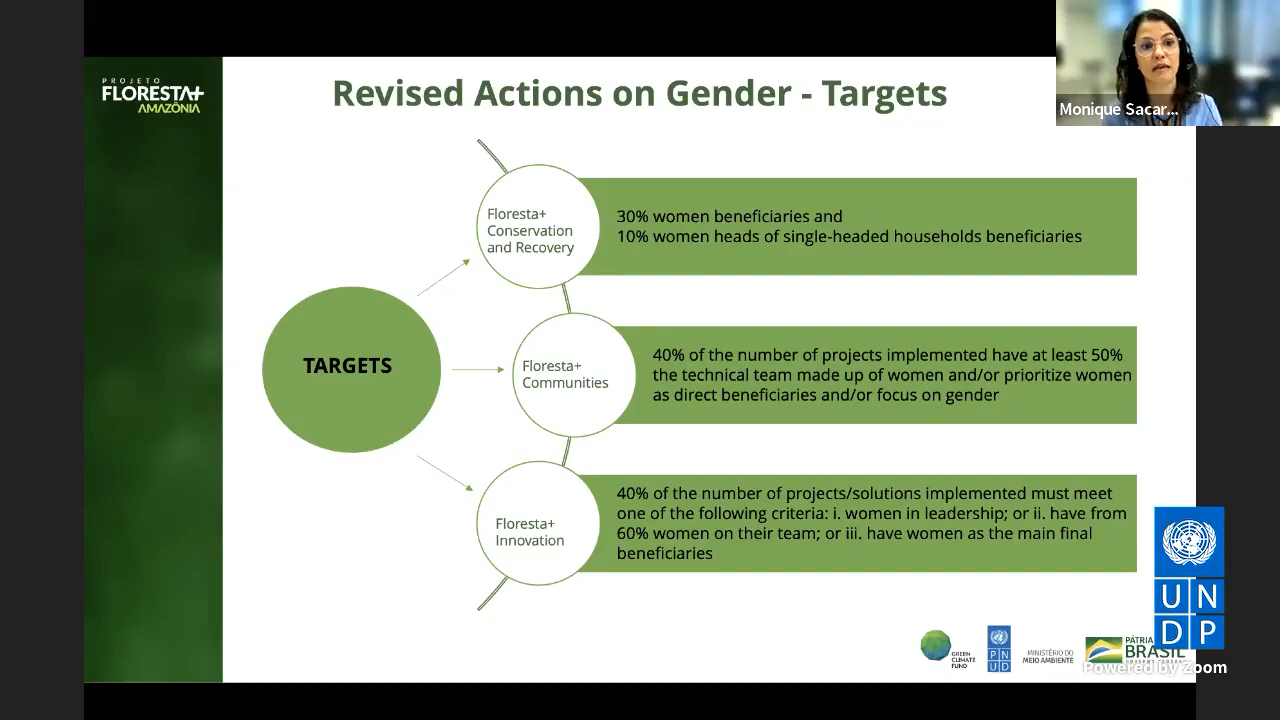 PROJETO
FLORESTA+
AMAZÔNIA
Revised Actions on Gender - Targets
Monique Sacar...
TARGETS
Floresta+
Conservation
and Recovery
30% women beneficiaries and
10% women heads of single-headed households beneficiaries
Floresta+
Communities
40% of the number of projects implemented have at least 50%
the technical team made up of women and/or prioritize women
as direct beneficiaries and/or focus on gender
Floresta+
Innovation
40% of the number of projects/solutions implemented must meet
one of the following criteria: i. women in leadership; or ii. have from
60% women on their team; or iii. have women as the main final
beneficiaries
GREEN
CLIMATE
FUND
PN
UD
MINISTÉRIO DO
MEIO AMBIENTE
PÁTRIA
BRASIL
UN
DP
Powered by Zoom